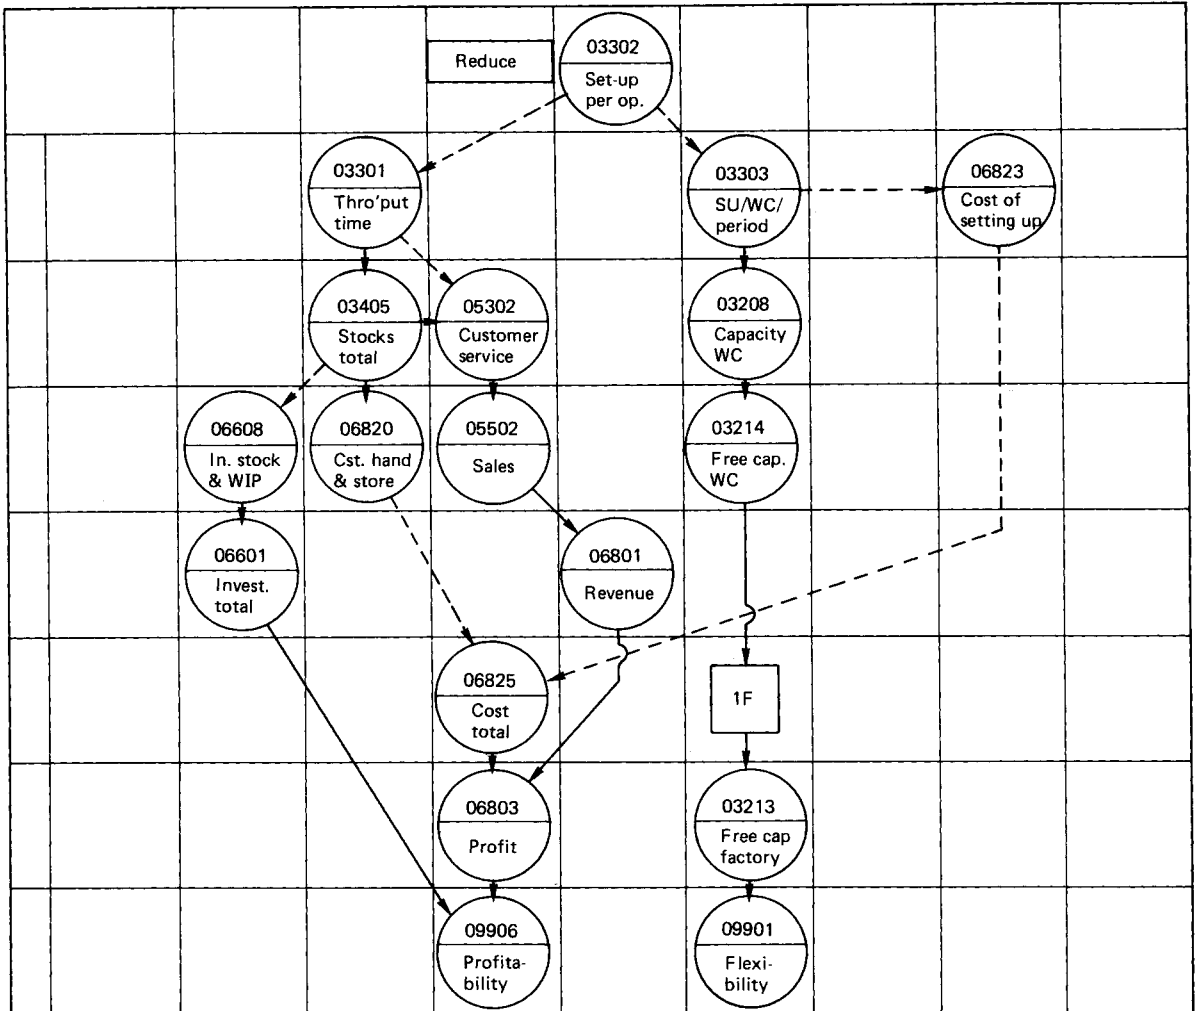 Reduce
03302
Set-up
per op.
03301
Thro'put
time
03303
SU/WC/
period
06823
Cost of
setting up
03405
Stocks
total
05302
Customer
service
03208
Capacity
WC
06608
In. stock
& WIP
06820
Cst. hand
& store
05502
Sales
03214
Free cap.
WC
06601
Invest.
total
06801
Revenue
06825
Cost
total
1F
06803
Profit
03213
Free cap
factory
09906
Profita-
bility
09901
Flexi-
bility